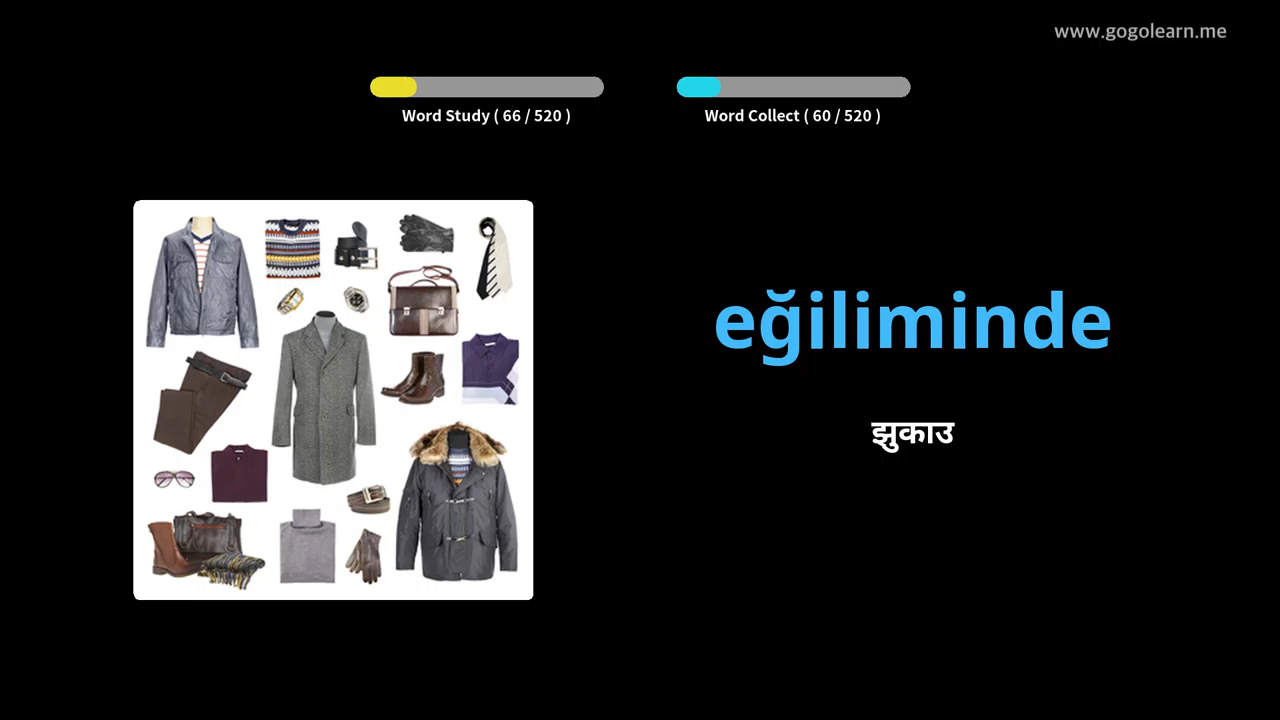 www.gogolearn.me
Word Study ( 66 / 520 )
Word Collect ( 60 / 520 )
eğiliminde
झुकाउ